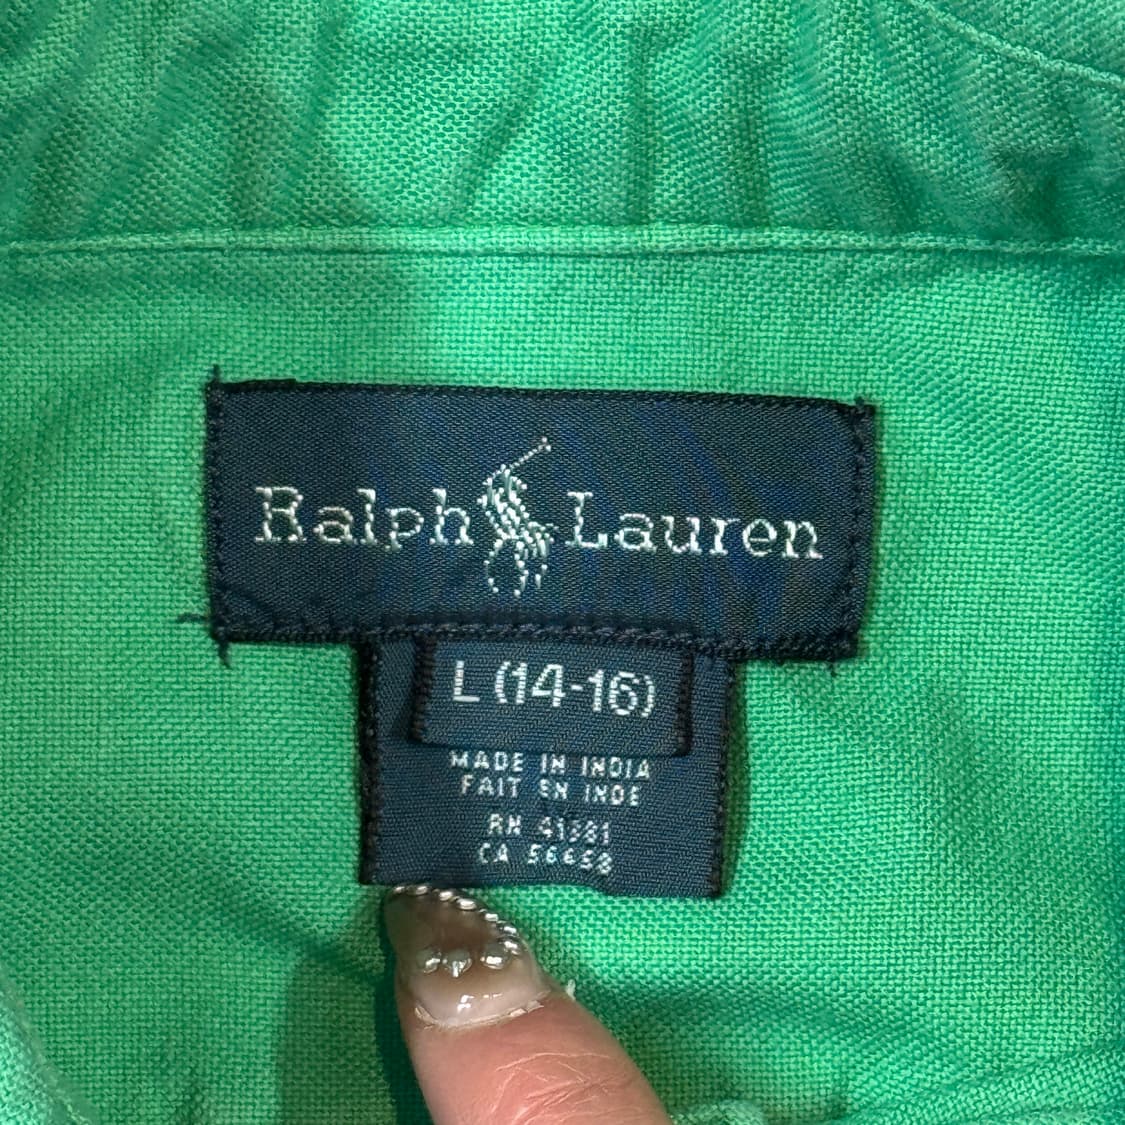 Ralph Lauren
L (14-16)
MADE IN INDIA
FAIT EN INDE
RN 41381
CA 56658